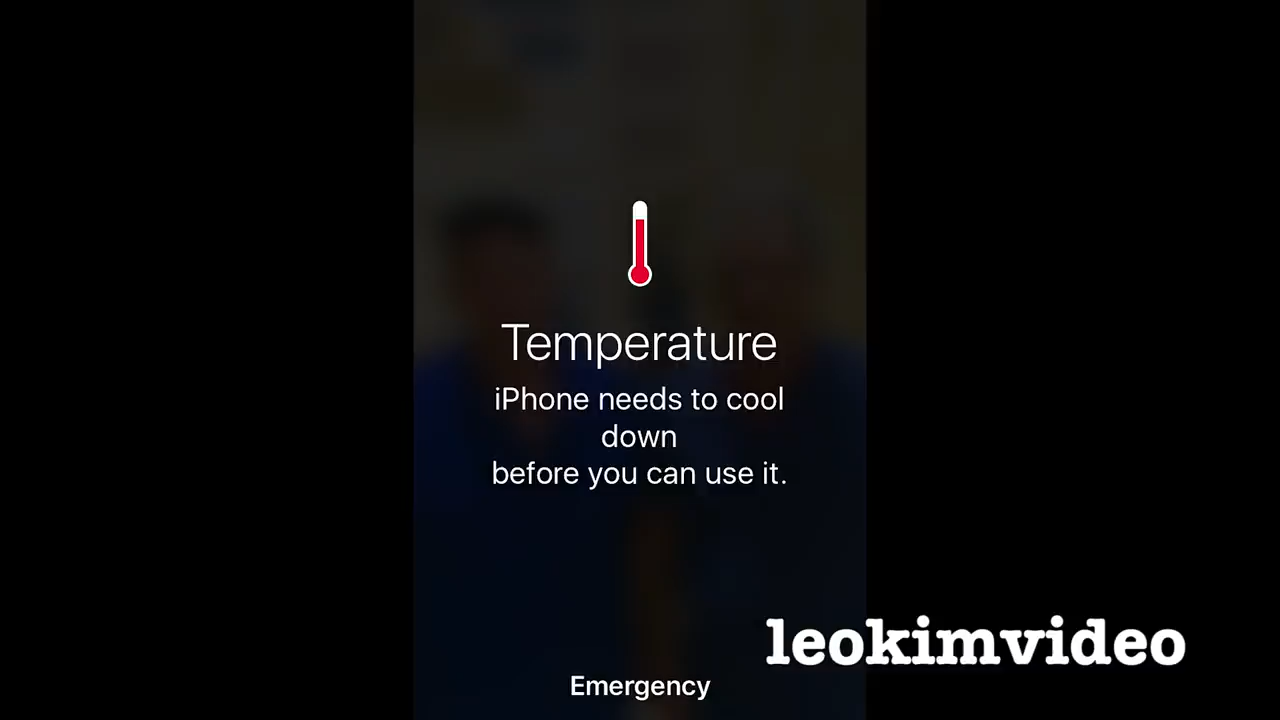 Temperature
iPhone needs to cool
down
before you can use it.
leokimvideo
Emergency